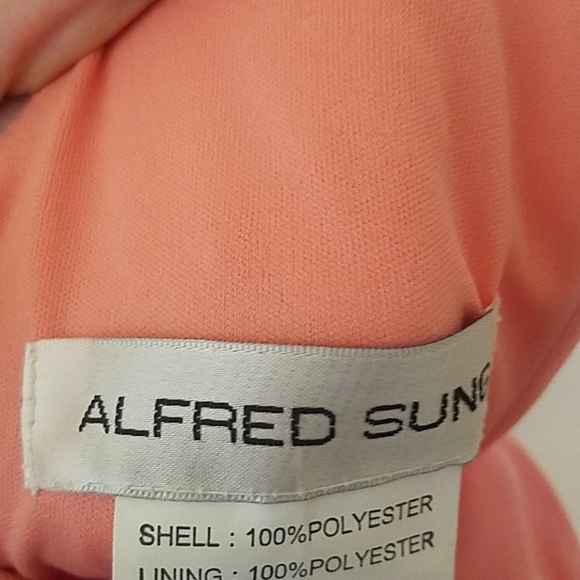 ALFRED SUNG
SHELL : 100%POLYESTER
LINING : 100%POLYESTER